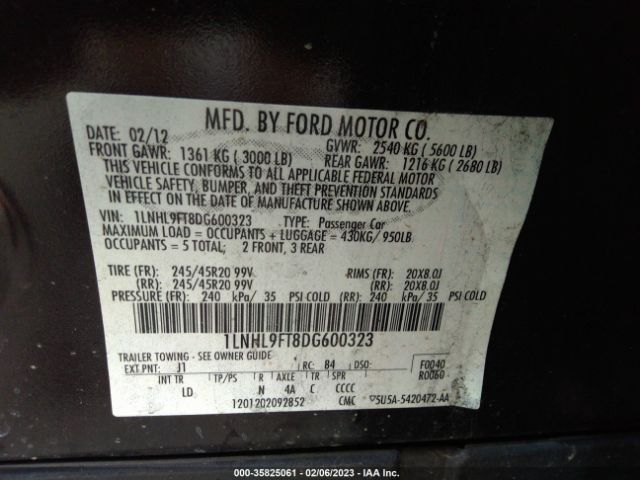 MFD. BY FORD MOTOR CO.
DATE: 02/12 GVWR: 2540 KG ( 5600 LB)
FRONT GAWR: 1361 KG ( 3000 LB) REAR GAWR: 1216 KG ( 2680 LB)
THIS VEHICLE CONFORMS TO ALL APPLICABLE FEDERAL MOTOR
VEHICLE SAFETY, BUMPER, AND THEFT PREVENTION STANDARDS
IN EFFECT ON THE DATE OF MANUFACTURE SHOWN ABOVE.
VIN: 1LNHL9FT8DG600323 TYPE: Passenger Car
MAXIMUM LOAD = OCCUPANTS + LUGGAGE = 430KG/ 950LB
OCCUPANTS = 5 TOTAL; 2 FRONT, 3 REAR
TIRE (FR): 245/45R20 99V RIMS (FR): 20X8.0J
(RR): 245/45R20 99V (RR): 20X8.0J
PRESSURE (FR): 240 kPa/ 35 PSI COLD (RR): 240 kPa/ 35 PSI COLD
1LNHL9FT8DG600323
TRAILER TOWING - SEE OWNER GUIDE
EXT PNT: J1 RC: B4 DSO: F0040
R0060
INT TR TP/PS R AXLE TR S
LD N 4A C CCCC
1201202092852 CMC 5U5A-5420472-AA
000-35825061 - 02/06/2023 - IAA Inc.